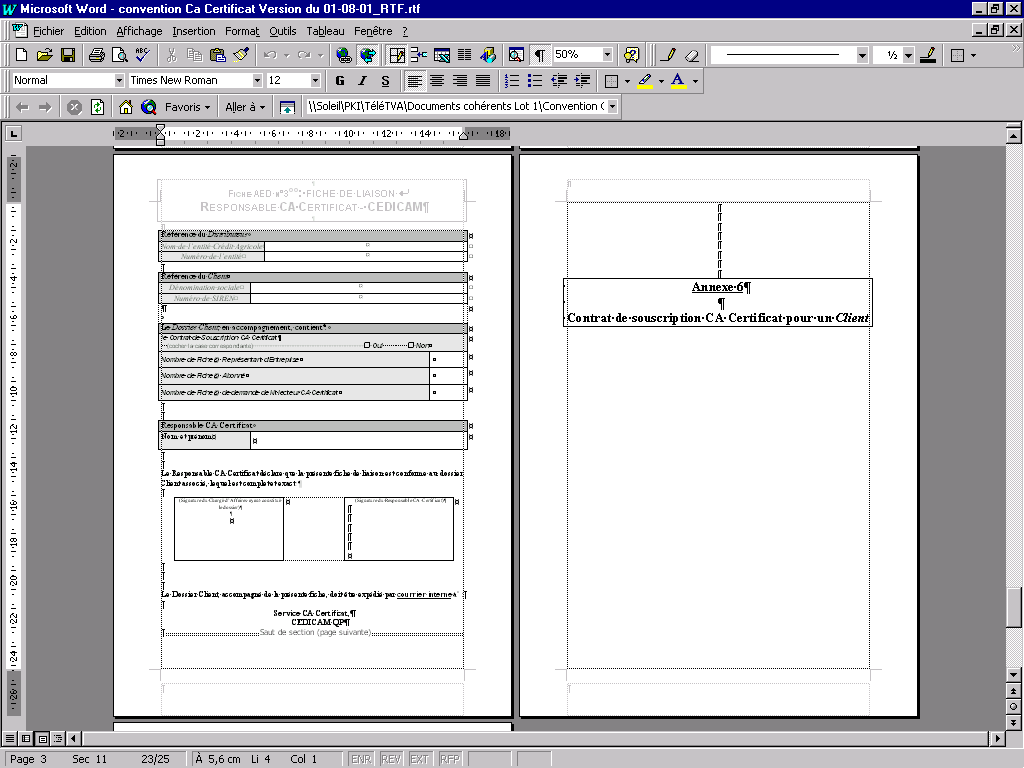 Microsoft Word - convention Ca Certificat Version du 01-08-01_RTF.rtf
Fichier Edition Affichage Insertion Format Outils Tableau Fenêtre ?
50%
½
Normal Times New Roman 12 G I S
Favoris Aller à \\Soleil\PKI\TéléTVA\Documents cohérents Lot 1\Convention C
FICHE AED N°3: FICHE DE LIAISON
RESPONSABLE CA CERTIFICAT - CEDICAM¶
Référence du Distributeur
Nom de l'entité Crédit Agricole
Numéro de l'entité
Référence du Client
Dénomination sociale
Numéro de SIREN
Le Dossier Client, en accompagnement, contient
le Contrat de Souscription CA Certificat¶
(cocher la case correspondante) Oui Non
Nombre de Fiche(s) Représentant d'Entreprise
Nombre de Fiche(s) Abonné
Nombre de Fiche(s) de demande de
Responsable CA Certificat
Nom et prénom
Le Responsable CA Certificat déclare que la présente fiche de liaison est conforme au dossier
Client associé, lequel est complet et exact ¶
Le Dossier Client accompagné de la présente fiche, doit être expédié par courrier interne à ¶
Service CA Certificat,¶
CEDICAM QP¶
Saut de section (page suivante)
Annexe 6¶
¶
Contrat de souscription CA Certificat pour un Client
Page 3 Sec 11 23/25 À 5,6 cm Li 4 Col 1 ENR REV EXT RFP